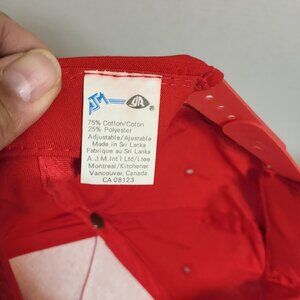 AJM
75% Cotton/Coton
25% Polyester
Adjustable/Ajustable
Made in Sri Lanka
Fabrique au Sri Lanka
A.J.M. Int'l Ltd/Ltee
Montreal/Kitchener
Vancouver, Canada
CA 08123